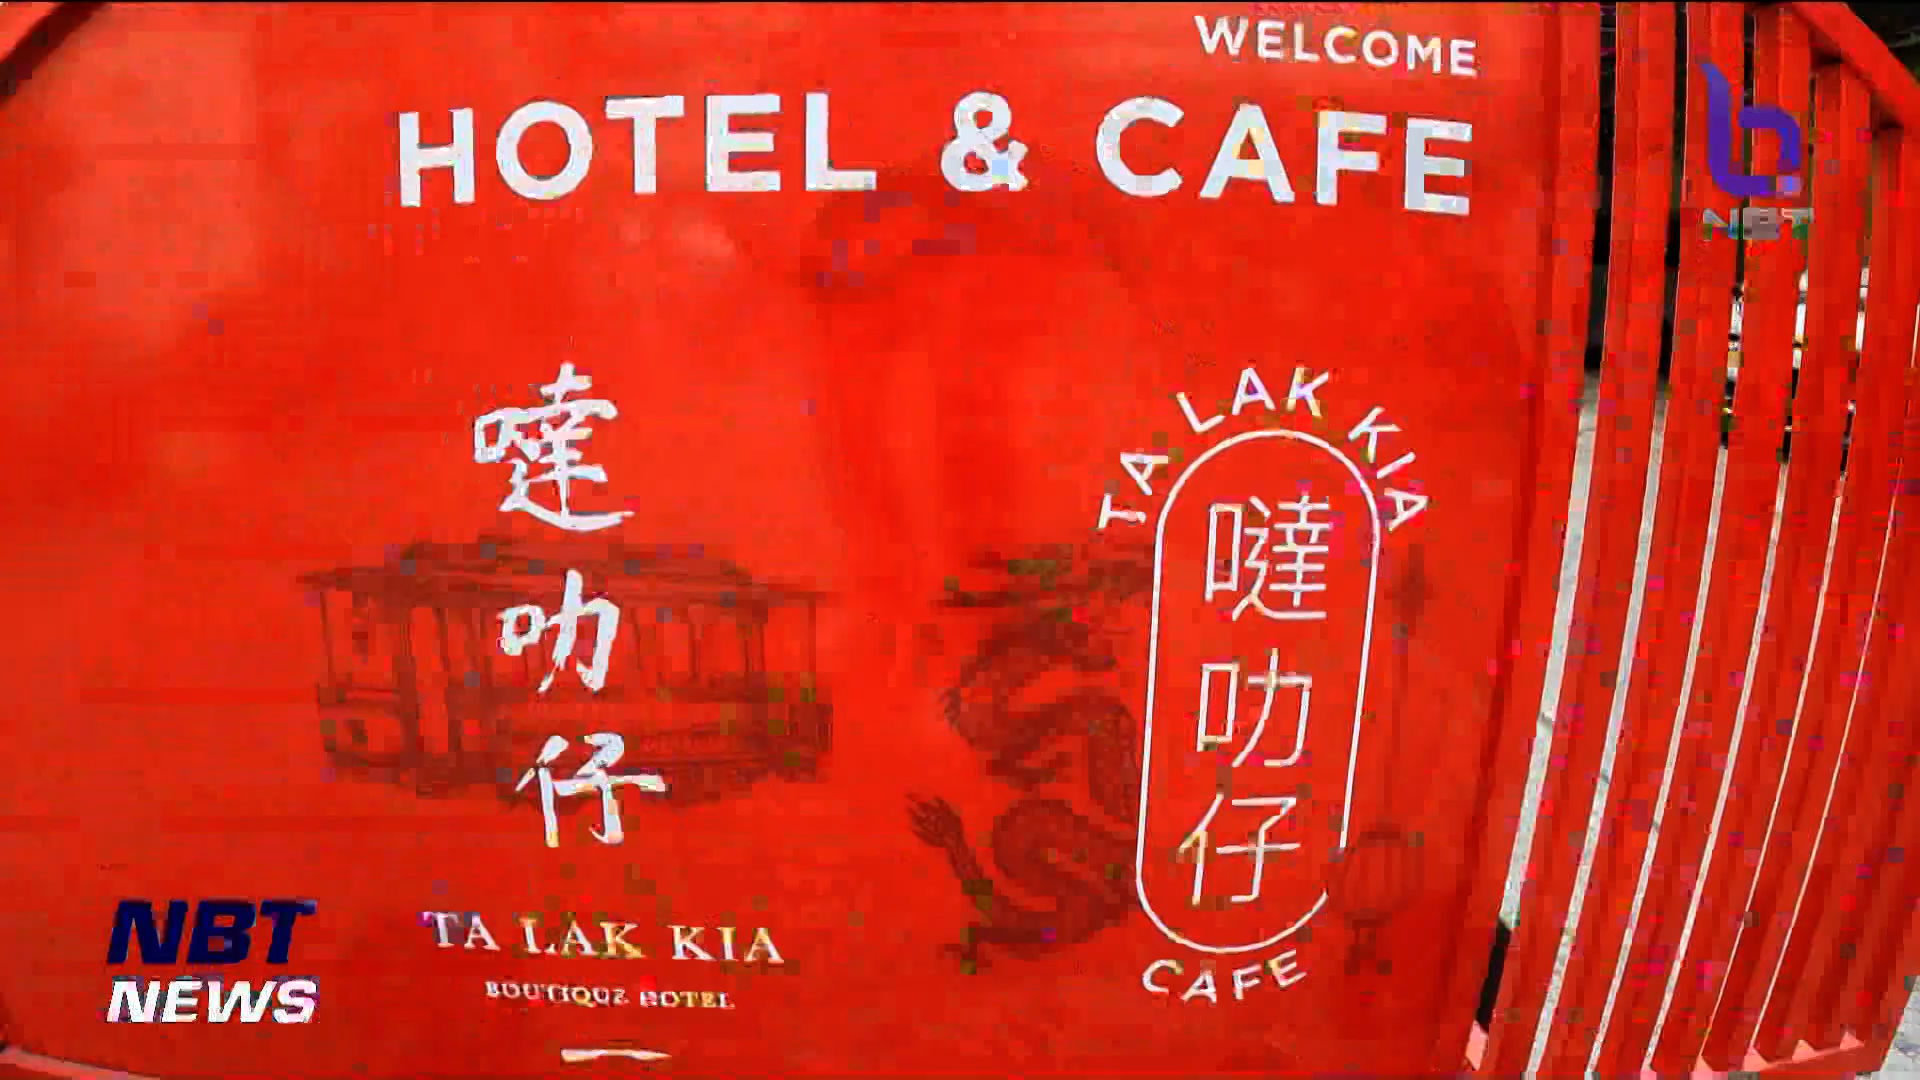 WELCOME
HOTEL & CAFE
NBT
噠
叻
仔
TA LAK KIA
BOUTIQUE HOTEL
TA LAK KIA
噠
叻
仔
CAFE
NBT
NEWS